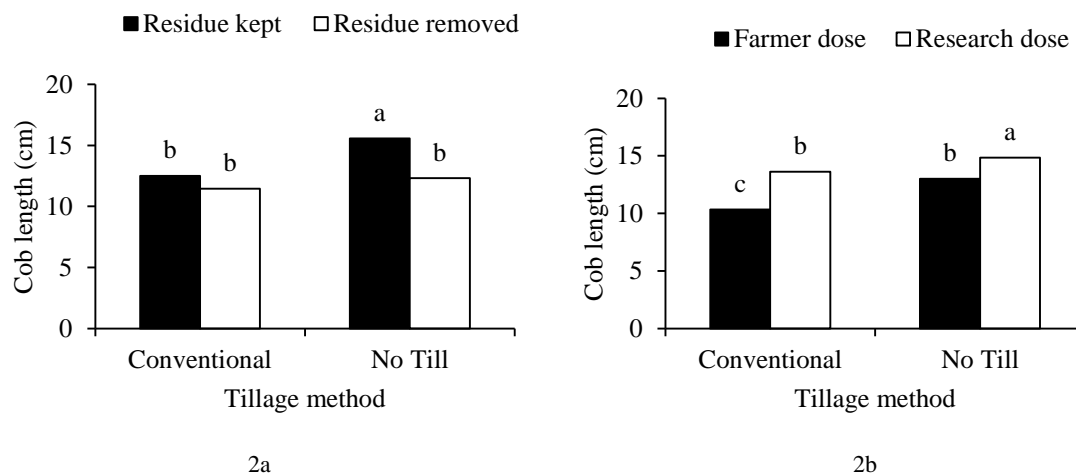 Residue kept Residue removed
20
15
10
5
0
Cob length (cm)
b
b
a
b
Conventional No Till
Tillage method
2a
Farmer dose Research dose
20
15
10
5
0
Cob length (cm)
c
b
b
a
Conventional No Till
Tillage method
2b